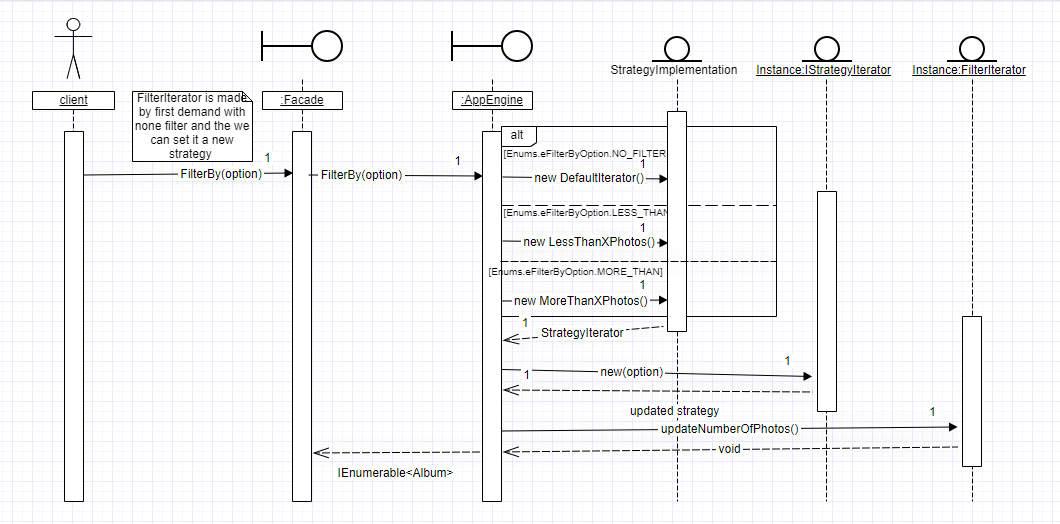 StrategyImplementation
Instance:IStrategyIterator
Instance:FilterIterator
client
FilterIterator is made
by first demand with
none filter and the we
can set it a new
strategy
:Facade
:AppEngine
alt
[Enums.eFilterByOption.NO_FILTER
1
1
1
FilterBy(option)
FilterBy(option)
new DefaultIterator()
[Enums.eFilterByOption.LESS_THAN
1
new LessThanXPhotos()
[Enums.eFilterByOption.MORE_THAN]
1
new MoreThanXPhotos()
1
StrategyIterator
1
new(option)
1
updated strategy
1
updateNumberOfPhotos()
void
IEnumerable<Album>